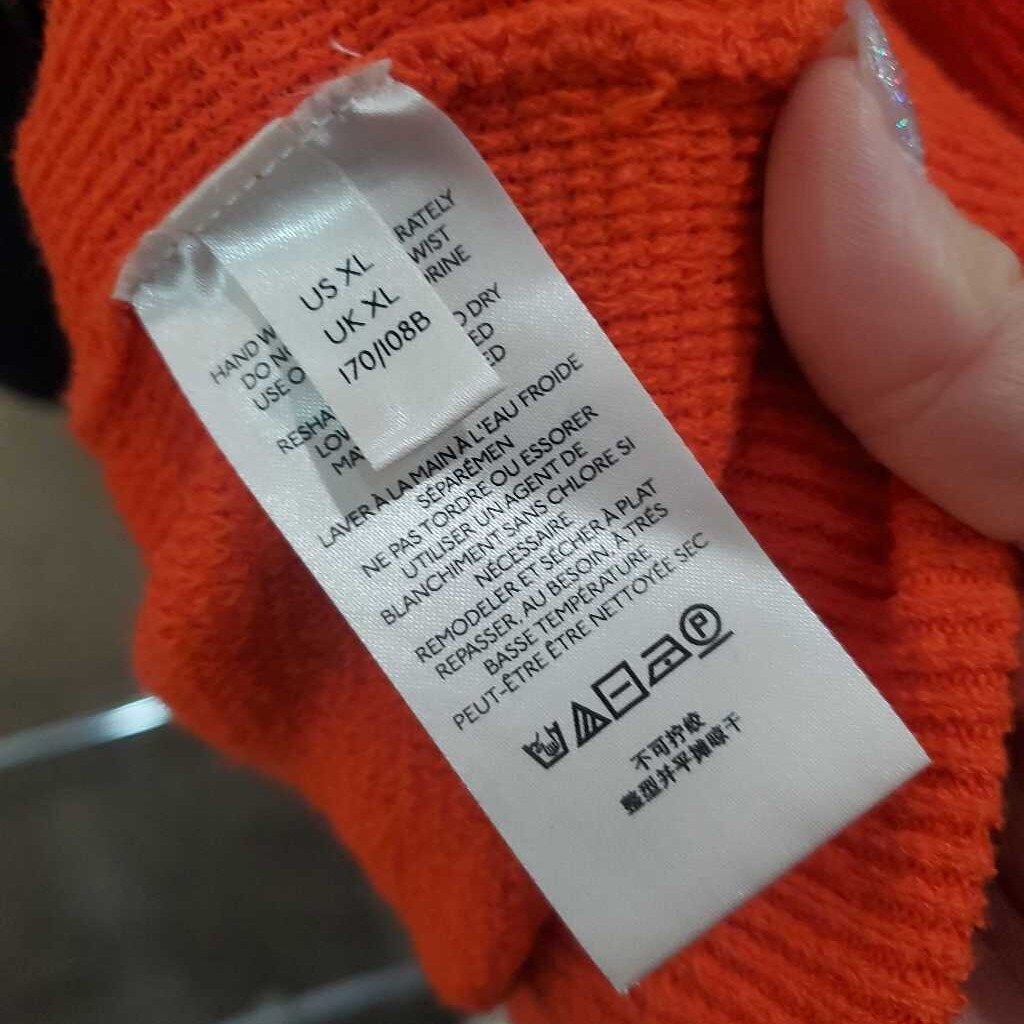 US XL
UK XL
170/108B
HAND W
RATELY
DO N
WIST
USE O
ORINE
RESHA
O DRY
LOW
ED
MA
ED
LAVER À LA MAIN À L'EAU FROIDE
SÉPARÉMEN
NE PAS TORDRE OU ESSORER
UTILISER UN AGENT DE
BLANCHIMENT SANS CHLORE SI
NÉCESSAIRE
REMODELER ET SÉCHER À PLAT
REPASSER, AU BESOIN, À TRÉS
BASSE TEMPÉRATURE
PEUT-ÊTRE ÊTRE NETTOYÉE SEC
P
不可拧绞
整型并平摊晾干